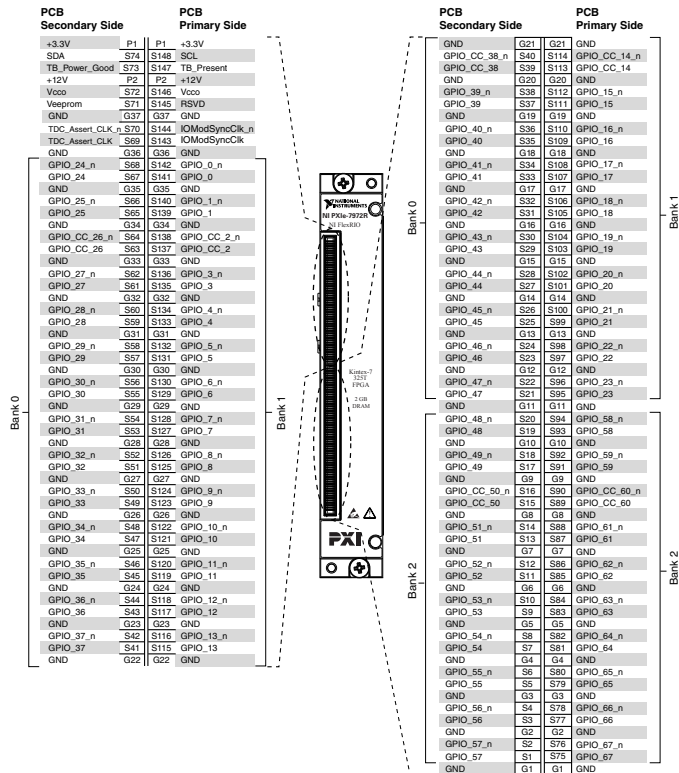 PCB Secondary Side PCB Primary Side
+3.3V P1 P1 +3.3V
SDA S74 S148 SCL
TB_Power_Good S73 S147 TB_Present
+12V P2 P2 +12V
Vcco S72 S146 Vcco
Veeprom S71 S145 RSVD
GND G37 G37 GND
TDC_Assert_CLK_n S70 S144 IOModSyncClk_n
TDC_Assert_CLK S69 S143 IOModSyncClk
GND G36 G36 GND
GPIO_24_n S68 S142 GPIO_0_n
GPIO_24 S67 S141 GPIO_0
GND G35 G35 GND
GPIO_25_n S66 S140 GPIO_1_n
GPIO_25 S65 S139 GPIO_1
GND G34 G34 GND
GPIO_CC_26_n S64 S138 GPIO_CC_2_n
GPIO_CC_26 S63 S137 GPIO_CC_2
GND G33 G33 GND
GPIO_27_n S62 S136 GPIO_3_n
GPIO_27 S61 S135 GPIO_3
GND G32 G32 GND
GPIO_28_n S60 S134 GPIO_4_n
GPIO_28 S59 S133 GPIO_4
GND G31 G31 GND
GPIO_29_n S58 S132 GPIO_5_n
GPIO_29 S57 S131 GPIO_5
GND G30 G30 GND
GPIO_30_n S56 S130 GPIO_6_n
GPIO_30 S55 S129 GPIO_6
GND G29 G29 GND
GPIO_31_n S54 S128 GPIO_7_n
GPIO_31 S53 S127 GPIO_7
GND G28 G28 GND
GPIO_32_n S52 S126 GPIO_8_n
GPIO_32 S51 S125 GPIO_8
GND G27 G27 GND
GPIO_33_n S50 S124 GPIO_9_n
GPIO_33 S49 S123 GPIO_9
GND G26 G26 GND
GPIO_34_n S48 S122 GPIO_10_n
GPIO_34 S47 S121 GPIO_10
GND G25 G25 GND
GPIO_35_n S46 S120 GPIO_11_n
GPIO_35 S45 S119 GPIO_11
GND G24 G24 GND
GPIO_36_n S44 S118 GPIO_12_n
GPIO_36 S43 S117 GPIO_12
GND G23 G23 GND
GPIO_37_n S42 S116 GPIO_13_n
GPIO_37 S41 S115 GPIO_13
GND G22 G22 GND
Bank 0
Bank 1
NATIONAL INSTRUMENTS
NI PXIe-7972R
NI FlexRIO
Kintex-7
325T
FPGA
2 GB
DRAM
PXI
PCB Secondary Side PCB Primary Side
GND G21 G21 GND
GPIO_CC_38_n S40 S114 GPIO_CC_14_n
GPIO_CC_38 S39 S113 GPIO_CC_14
GND G20 G20 GND
GPIO_39_n S38 S112 GPIO_15_n
GPIO_39 S37 S111 GPIO_15
GND G19 G19 GND
GPIO_40_n S36 S110 GPIO_16_n
GPIO_40 S35 S109 GPIO_16
GND G18 G18 GND
GPIO_41_n S34 S108 GPIO_17_n
GPIO_41 S33 S107 GPIO_17
GND G17 G17 GND
GPIO_42_n S32 S106 GPIO_18_n
GPIO_42 S31 S105 GPIO_18
GND G16 G16 GND
GPIO_43_n S30 S104 GPIO_19_n
GPIO_43 S29 S103 GPIO_19
GND G15 G15 GND
GPIO_44_n S28 S102 GPIO_20_n
GPIO_44 S27 S101 GPIO_20
GND G14 G14 GND
GPIO_45_n S26 S100 GPIO_21_n
GPIO_45 S25 S99 GPIO_21
GND G13 G13 GND
GPIO_46_n S24 S98 GPIO_22_n
GPIO_46 S23 S97 GPIO_22
GND G12 G12 GND
GPIO_47_n S22 S96 GPIO_23_n
GPIO_47 S21 S95 GPIO_23
GND G11 G11 GND
GPIO_48_n S20 S94 GPIO_58_n
GPIO_48 S19 S93 GPIO_58
GND G10 G10 GND
GPIO_49_n S18 S92 GPIO_59_n
GPIO_49 S17 S91 GPIO_59
GND G9 G9 GND
GPIO_CC_50_n S16 S90 GPIO_CC_60_n
GPIO_CC_50 S15 S89 GPIO_CC_60
GND G8 G8 GND
GPIO_51_n S14 S88 GPIO_61_n
GPIO_51 S13 S87 GPIO_61
GND G7 G7 GND
GPIO_52_n S12 S86 GPIO_62_n
GPIO_52 S11 S85 GPIO_62
GND G6 G6 GND
GPIO_53_n S10 S84 GPIO_63_n
GPIO_53 S9 S83 GPIO_63
GND G5 G5 GND
GPIO_54_n S8 S82 GPIO_64_n
GPIO_54 S7 S81 GPIO_64
GND G4 G4 GND
GPIO_55_n S6 S80 GPIO_65_n
GPIO_55 S5 S79 GPIO_65
GND G3 G3 GND
GPIO_56_n S4 S78 GPIO_66_n
GPIO_56 S3 S77 GPIO_66
GND G2 G2 GND
GPIO_57_n S2 S76 GPIO_67_n
GPIO_57 S1 S75 GPIO_67
GND G1 G1 GND
Bank 0
Bank 1
Bank 2
Bank 2